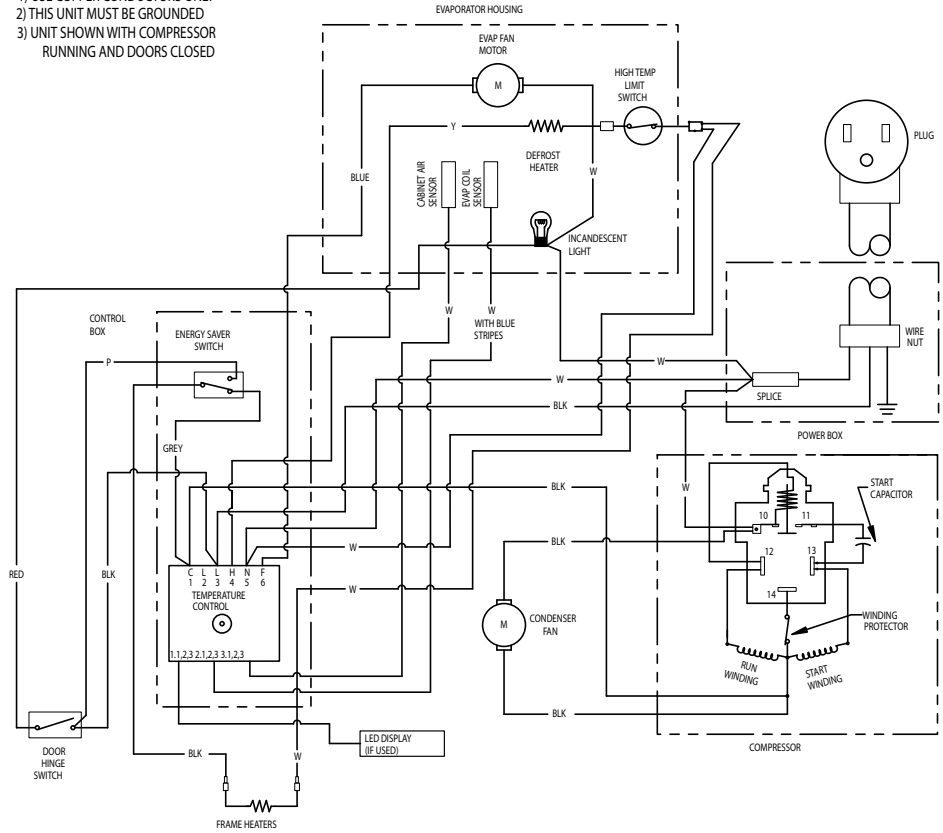 2) THIS UNIT MUST BE GROUNDED
3) UNIT SHOWN WITH COMPRESSOR
RUNNING AND DOORS CLOSED
EVAPORATOR HOUSING
EVAP FAN
MOTOR
M
HIGH TEMP
LIMIT
SWITCH
Y
DEFROST
HEATER
BLUE
W
CABINET AIR
SENSOR
EVAP COIL
SENSOR
INCANDESCENT
LIGHT
PLUG
W
W
WITH BLUE
STRIPES
CONTROL
BOX
ENERGY SAVER
SWITCH
P
WIRE
NUT
W
W
SPLICE
BLK
POWER BOX
GREY
BLK
W
START
CAPACITOR
10
11
12
13
14
BLK
W
RED
BLK
C L L H N F
1 2 3 4 5 6
TEMPERATURE
CONTROL
W
M
CONDENSER
FAN
WINDING
PROTECTOR
1.1,2,3 2.1,2,3 3.1,2,3
RUN
WINDING
START
WINDING
BLK
COMPRESSOR
LED DISPLAY
(IF USED)
DOOR
HINGE
SWITCH
BLK
W
FRAME HEATERS